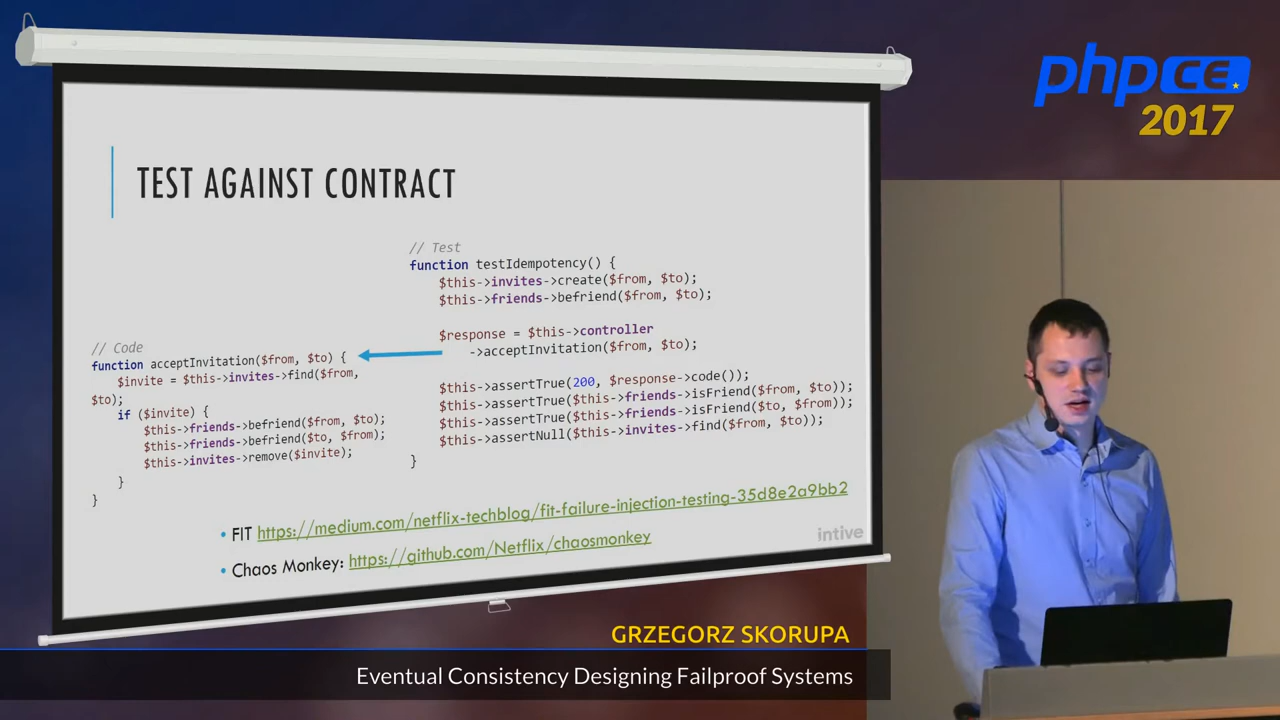 phpCE
2017
TEST AGAINST CONTRACT
// Test
function testIdempotency() {
$this->invites->create($from, $to);
$this->friends->befriend($from, $to);
$response = $this->controller
->acceptInvitation($from, $to);
$this->assertTrue(200, $response->code());
$this->assertTrue($this->friends->isFriend($from, $to));
$this->assertTrue($this->friends->isFriend($to, $from));
$this->assertNull($this->invites->find($from, $to));
}
// Code
function acceptInvitation($from, $to) {
$invite = $this->invites->find($from,
$to);
if ($invite) {
$this->friends->befriend($from, $to);
$this->friends->befriend($to, $from);
$this->invites->remove($invite);
}
}
• FIT https://medium.com/netflix-techblog/fit-failure-injection-testing-35d8e2a9bb2
• Chaos Monkey: https://github.com/Netflix/chaosmonkey
intive
GRZEGORZ SKORUPA
Eventual Consistency Designing Failproof Systems